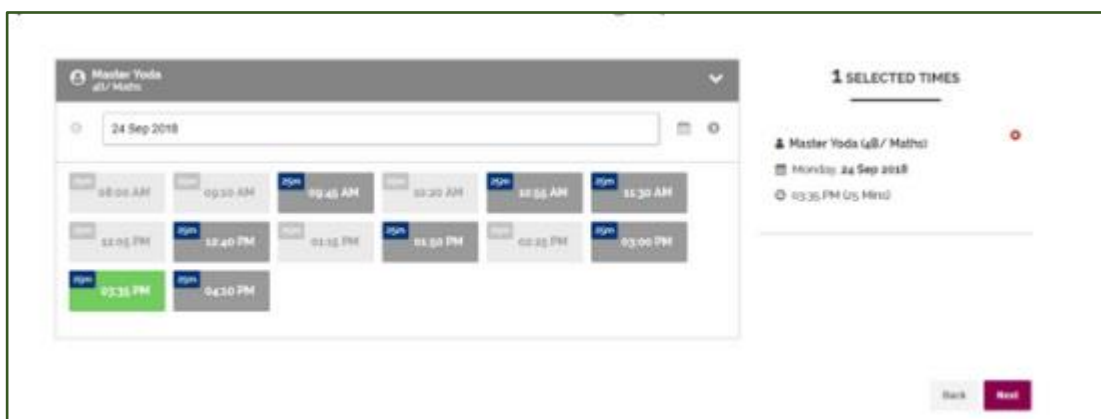 Master Yoda
4B/ Maths
24 Sep 2018
25m 08:00 AM 25m 09:10 AM 25m 09:45 AM 25m 10:20 AM 25m 10:55 AM 25m 11:30 AM
25m 12:05 PM 25m 12:40 PM 25m 01:15 PM 25m 01:50 PM 25m 02:25 PM 25m 03:00 PM
25m 03:35 PM 25m 04:10 PM
1 SELECTED TIMES
Master Yoda (4B/ Maths)
Monday, 24 Sep 2018
03:35 PM (25 Mins)
Back Next